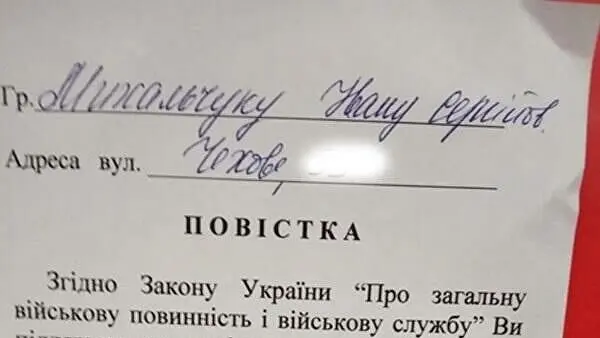 Гр. Михальчуку Івану Сергійов.
Адреса вул. Чехова,
ПОВІСТКА
Згідно Закону України “Про загальну
військову повинність і військову службу” Ви